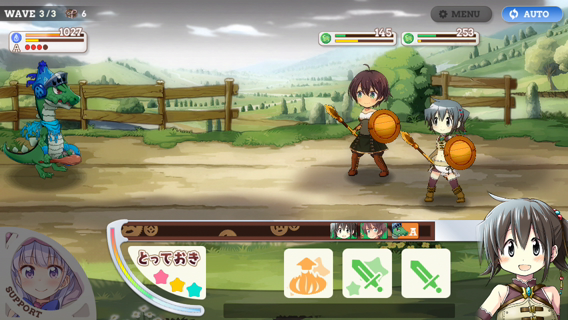 WAVE 3/3 6
MENU
AUTO
1027
A
145
253
A
とっておき
SUPPORT